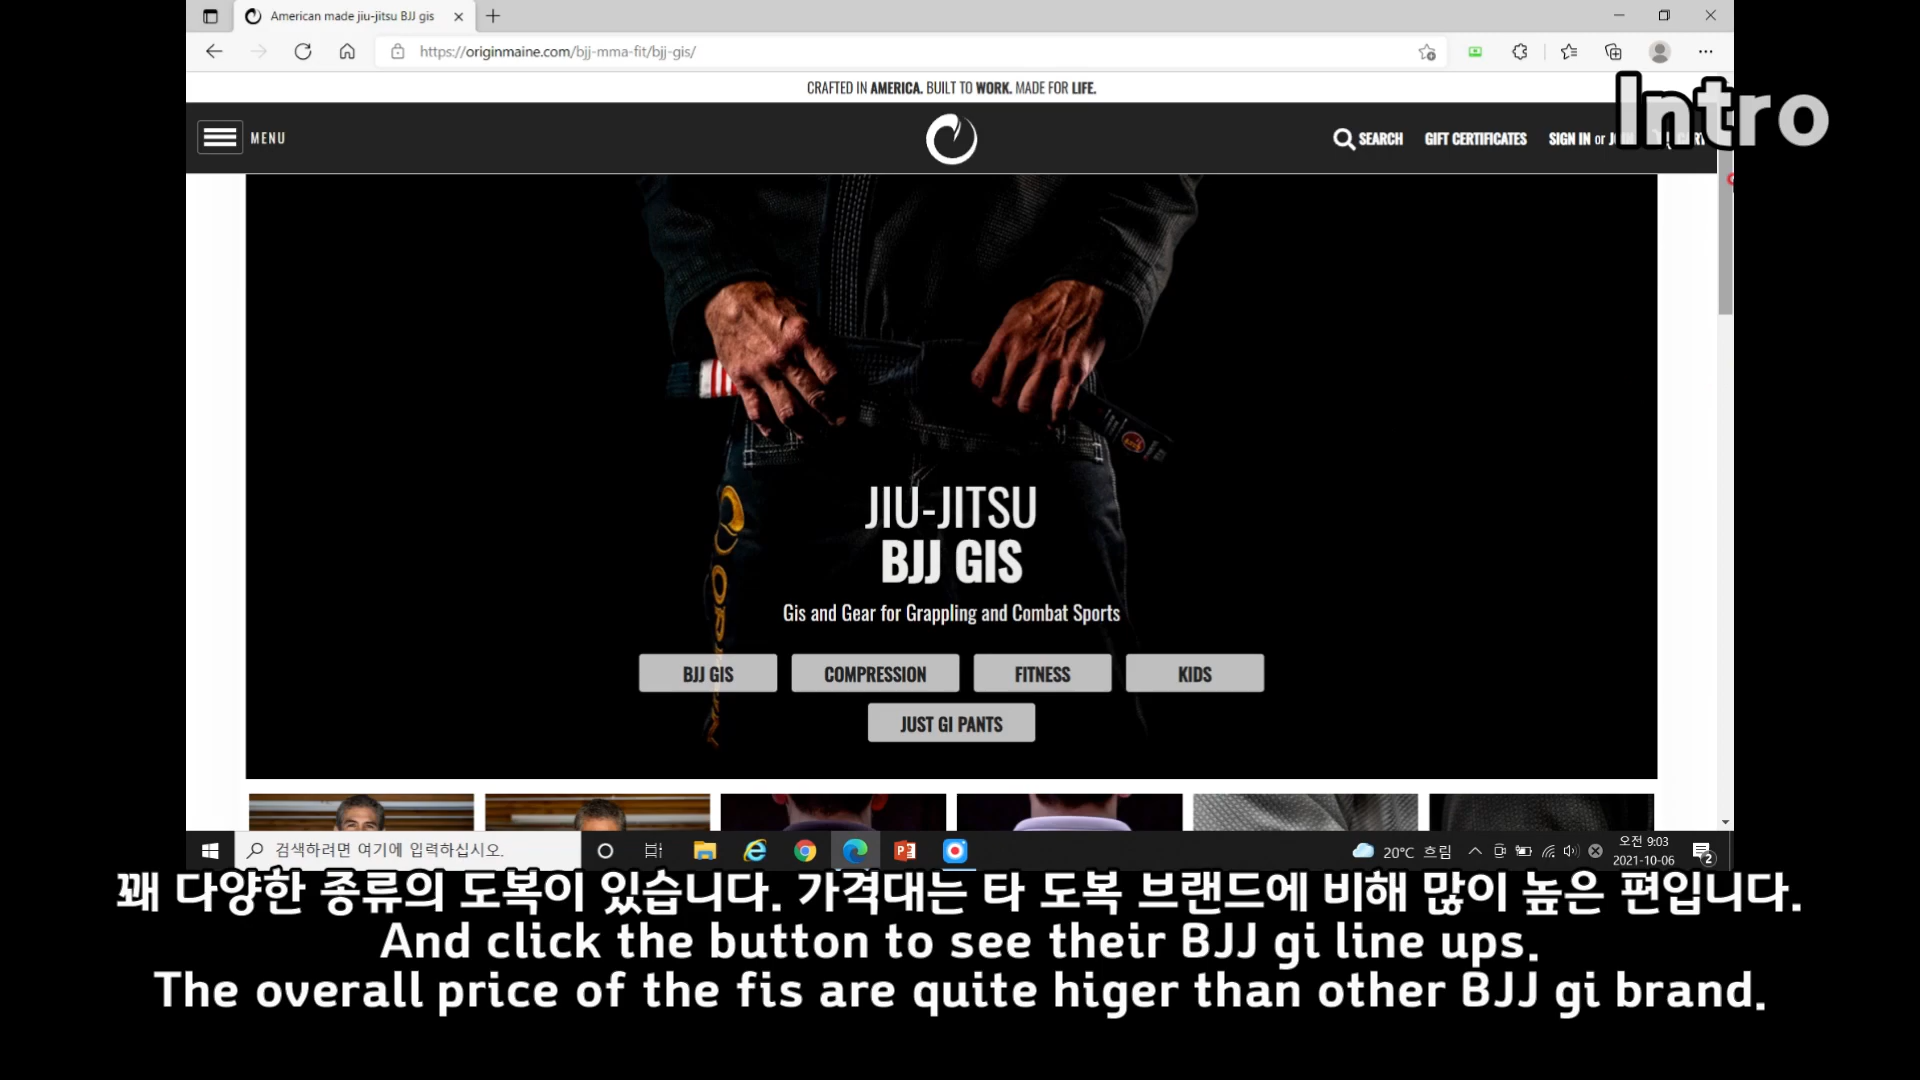 American made jiu-jitsu BJJ gis
https://originmaine.com/bjj-mma-fit/bjj-gis/
CRAFTED IN AMERICA. BUILT TO WORK. MADE FOR LIFE.
Intro
MENU
SEARCH GIFT CERTIFICATES SIGN IN or JOIN CART
JIU-JITSU
BJJ GIS
Gis and Gear for Grappling and Combat Sports
BJJ GIS COMPRESSION FITNESS KIDS
JUST GI PANTS
검색하려면 여기에 입력하십시오.
20°C 흐림
오전 9:03
2021-10-06
2
꽤 다양한 종류의 도복이 있습니다. 가격대는 타 도복 브랜드에 비해 많이 높은 편입니다.
And click the button to see their BJJ gi line ups.
The overall price of the fis are quite higer than other BJJ gi brand.